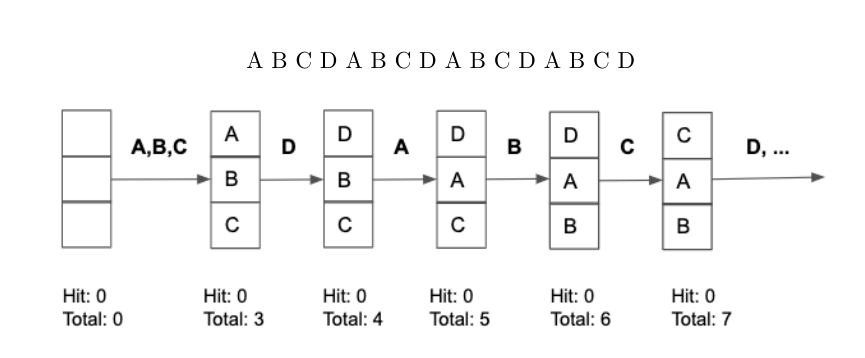 A B C D A B C D A B C D A B C D
A,B,C D A B C D, ...
A D D D C
B B A A A
C C C B B
Hit: 0 Hit: 0 Hit: 0 Hit: 0 Hit: 0 Hit: 0
Total: 0 Total: 3 Total: 4 Total: 5 Total: 6 Total: 7